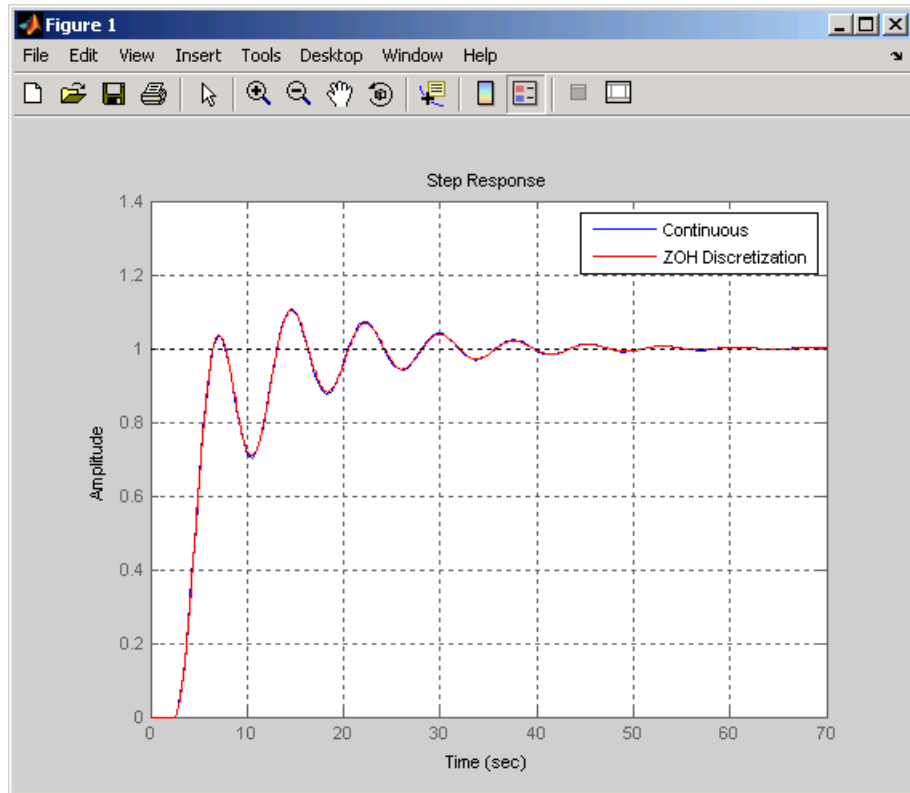 Figure 1
File Edit View Insert Tools Desktop Window Help
Step Response
Continuous
ZOH Discretization
1.4
1.2
1
0.8
0.6
0.4
0.2
0
Amplitude
0 10 20 30 40 50 60 70
Time (sec)